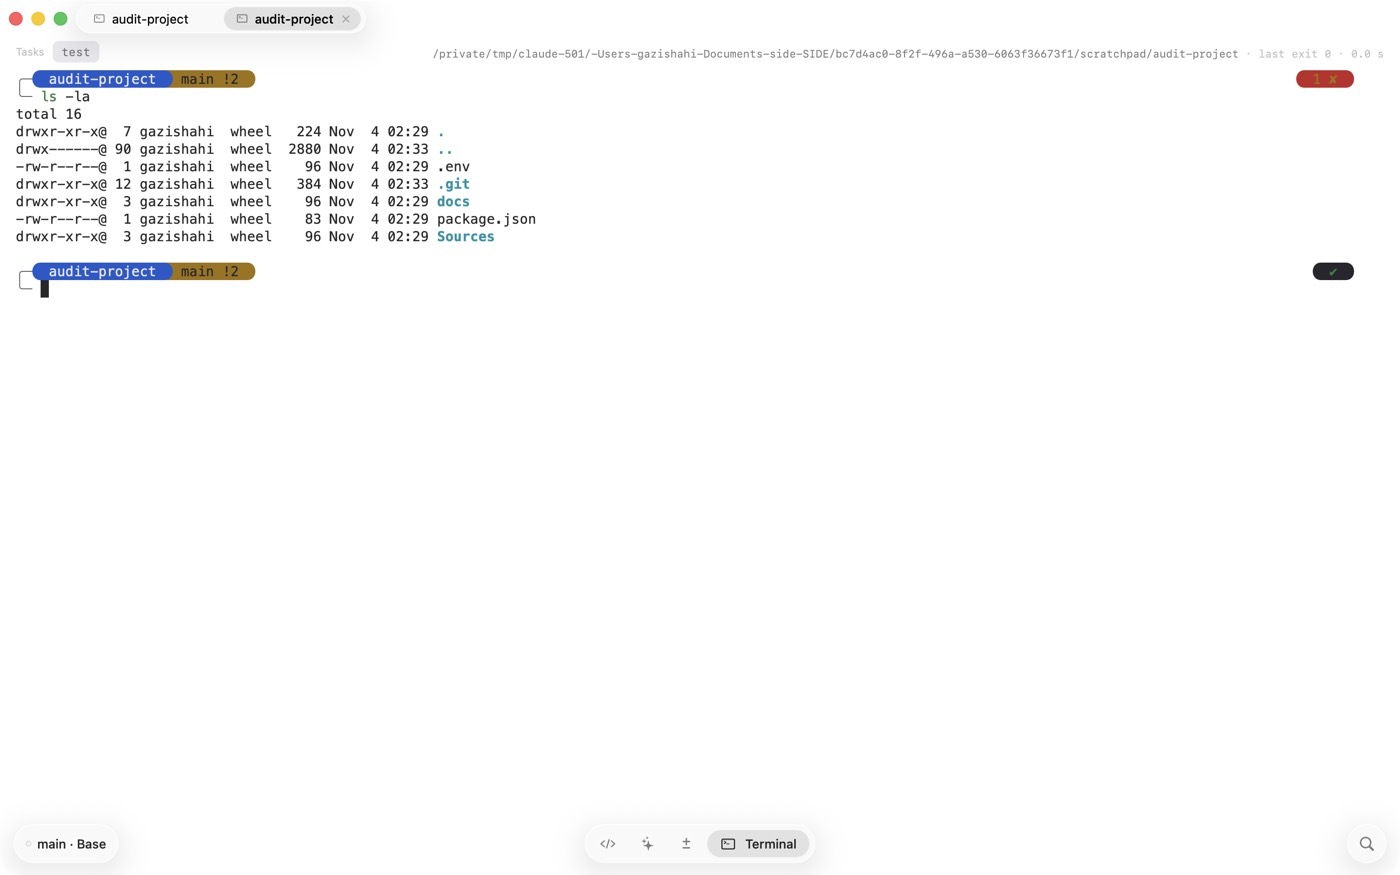 audit-project audit-project ×
Tasks test /private/tmp/claude-501/-Users-gazishahi-Documents-side-SIDE/bc7d4ac0-8f2f-496a-a530-6063f36673f1/scratchpad/audit-project · last exit 0 · 0.0 s
audit-project main !2 1 ✘
ls -la
total 16
drwxr-xr-x@  7 gazishahi  wheel   224 Nov  4 02:29 .
drwx------@ 90 gazishahi  wheel  2880 Nov  4 02:33 ..
-rw-r--r--@  1 gazishahi  wheel    96 Nov  4 02:29 .env
drwxr-xr-x@ 12 gazishahi  wheel   384 Nov  4 02:33 .git
drwxr-xr-x@  3 gazishahi  wheel    96 Nov  4 02:29 docs
-rw-r--r--@  1 gazishahi  wheel    83 Nov  4 02:29 package.json
drwxr-xr-x@  3 gazishahi  wheel    96 Nov  4 02:29 Sources
audit-project main !2 ✔
main · Base </> ± Terminal